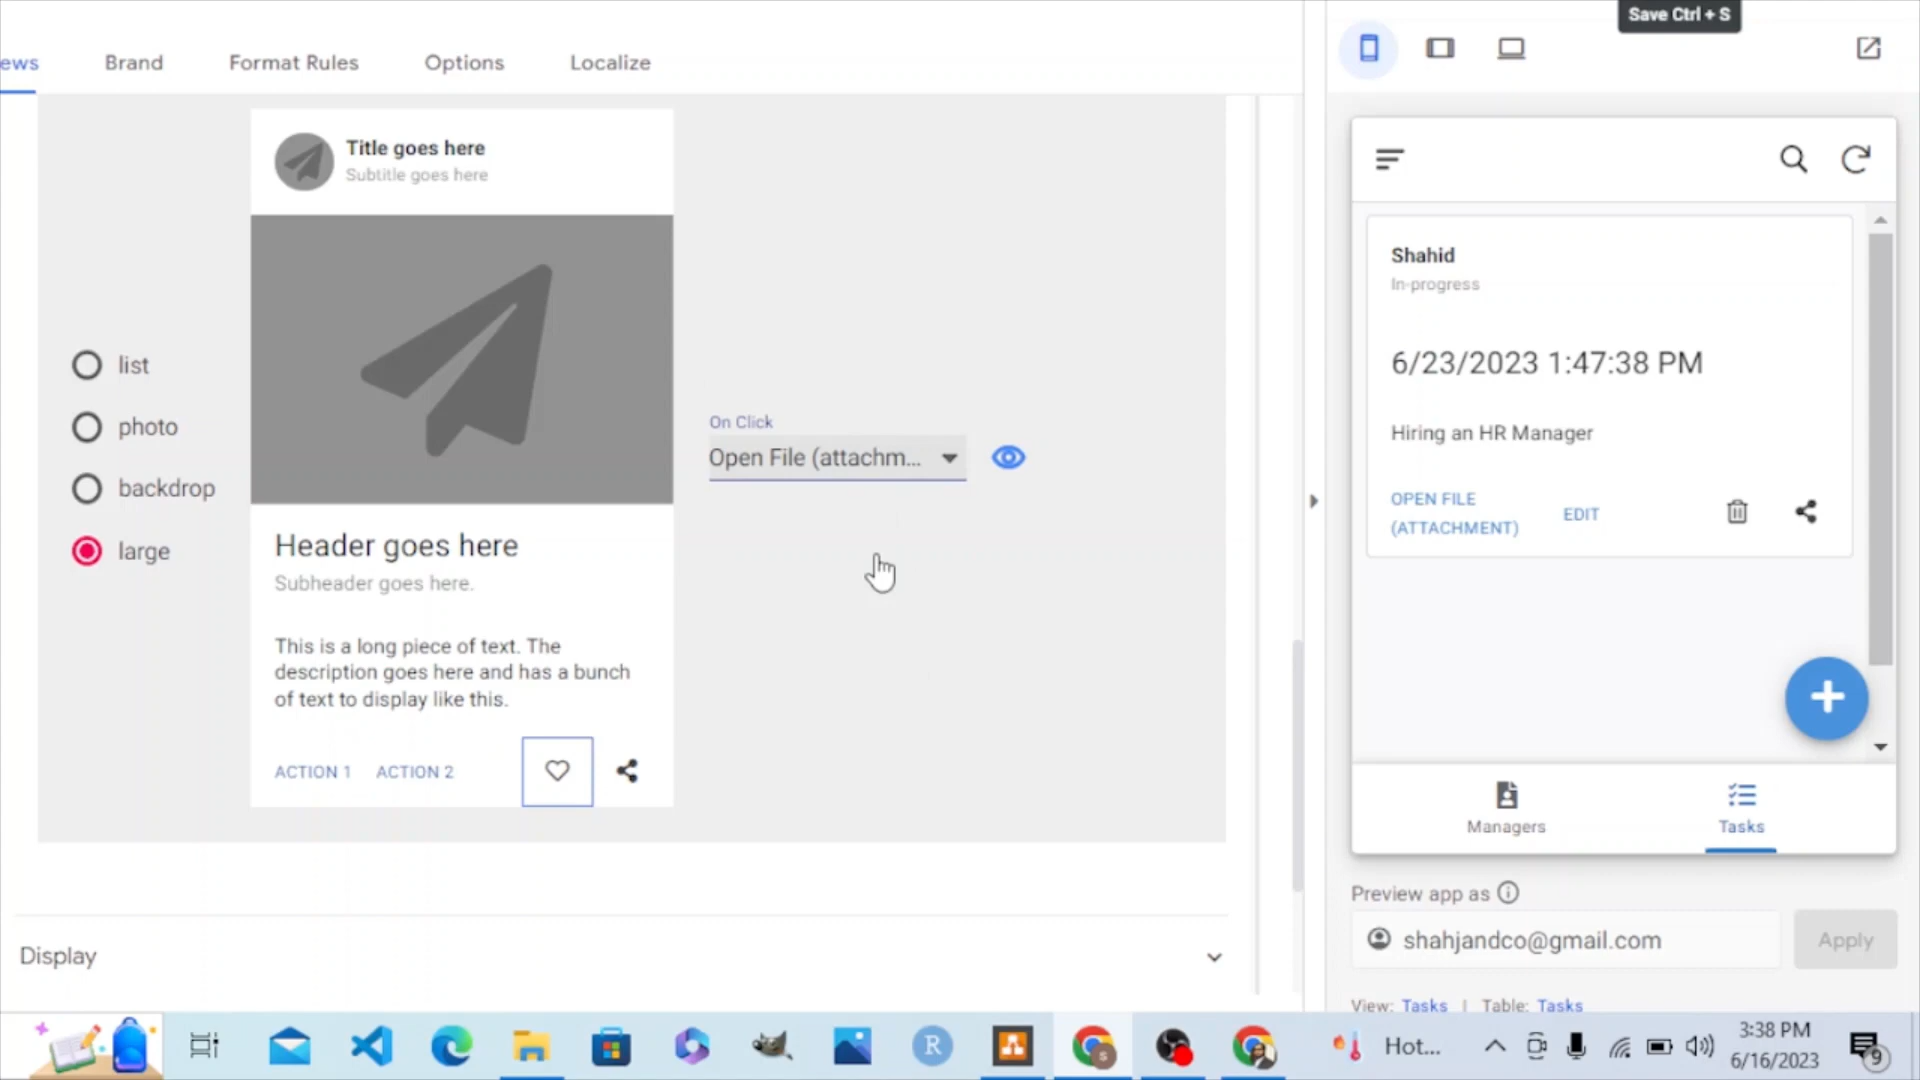 Save Ctrl + S
ews
Brand
Format Rules
Options
Localize
Title goes here
Subtitle goes here
list
photo
backdrop
large
On Click
Open File (attachm...
Header goes here
Subheader goes here.
This is a long piece of text. The
description goes here and has a bunch
of text to display like this.
ACTION 1
ACTION 2
Display
Shahid
In-progress
6/23/2023 1:47:38 PM
Hiring an HR Manager
OPEN FILE
(ATTACHMENT)
EDIT
Managers
Tasks
Preview app as
shahjandco@gmail.com
Apply
View: Tasks | Table: Tasks
R
S
Hot...
3:38 PM
6/16/2023
9